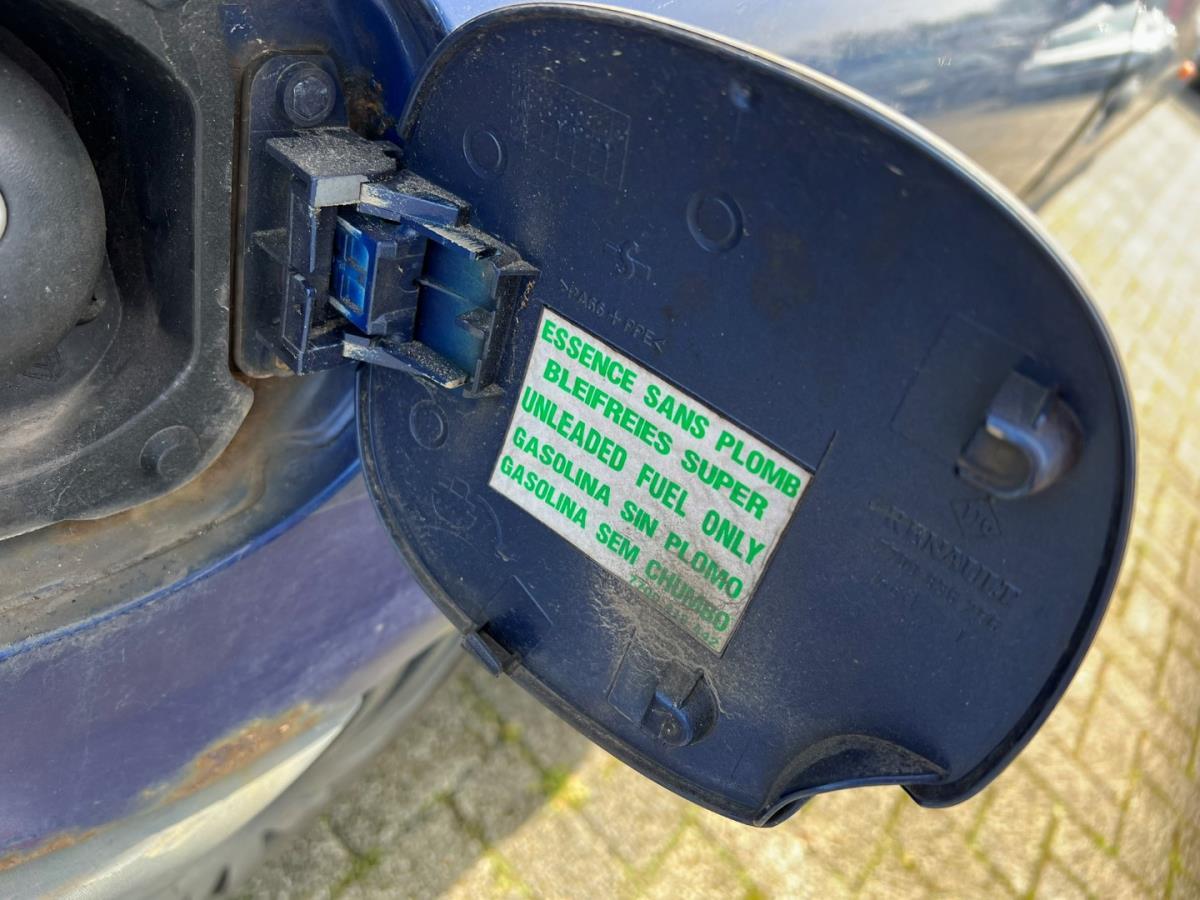 >PA66 + PPE<
ESSENCE SANS PLOMB
BLEIFREIES SUPER
UNLEADED FUEL ONLY
GASOLINA SIN PLOMO
GASOLINA SEM CHUMBO
RENAULT